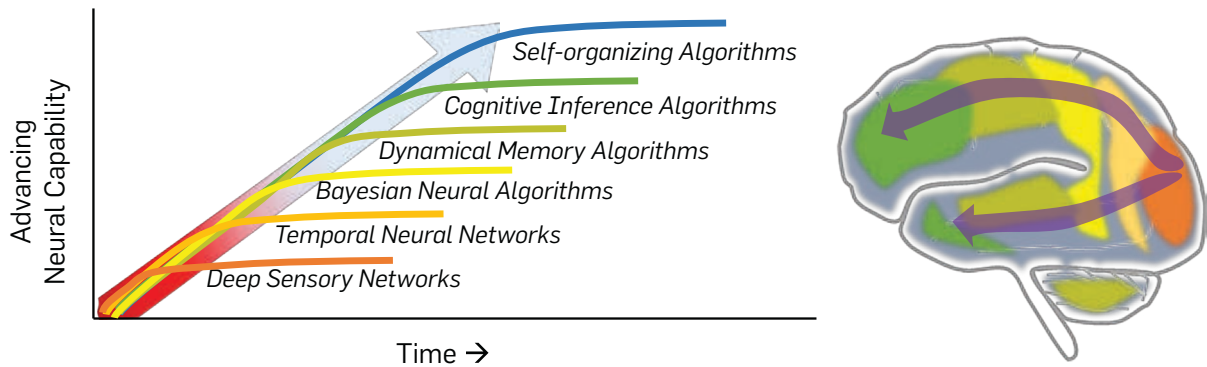 Advancing
Neural Capability
Self-organizing Algorithms
Cognitive Inference Algorithms
Dynamical Memory Algorithms
Bayesian Neural Algorithms
Temporal Neural Networks
Deep Sensory Networks
Time →